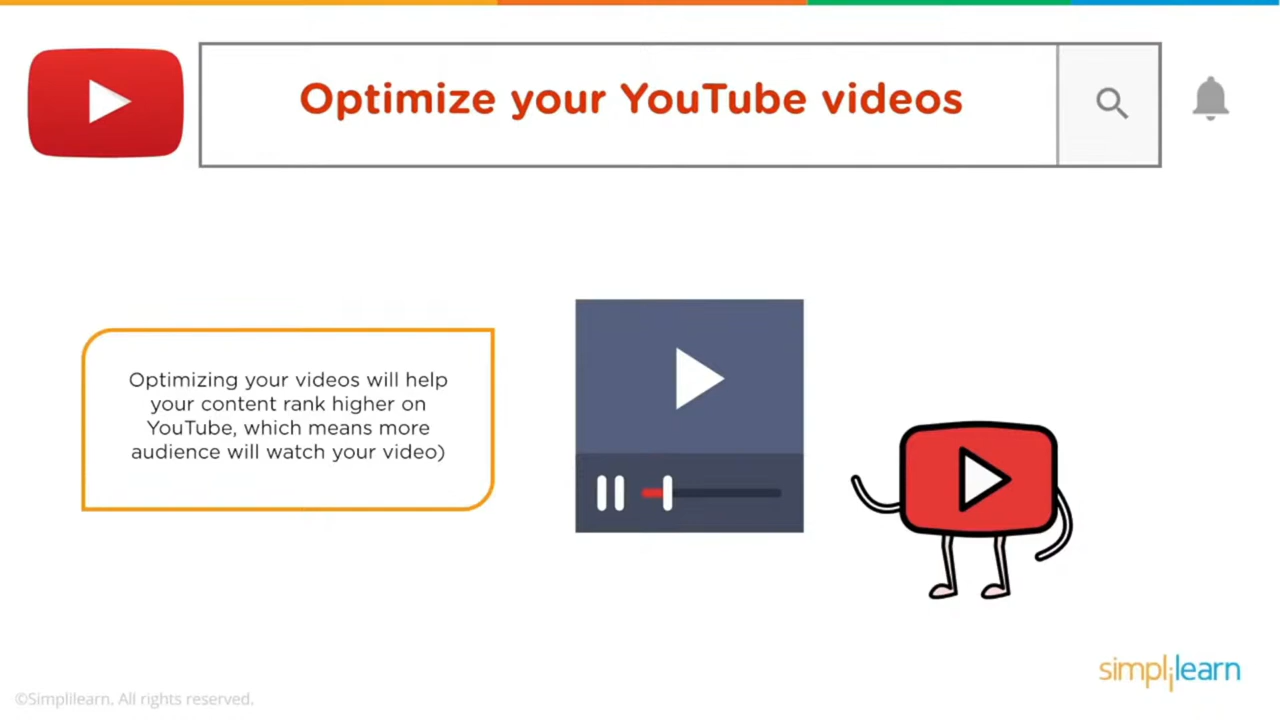 Optimize your YouTube videos
Optimizing your videos will help
your content rank higher on
YouTube, which means more
audience will watch your video)
simplilearn
©Simplilearn. All rights reserved.